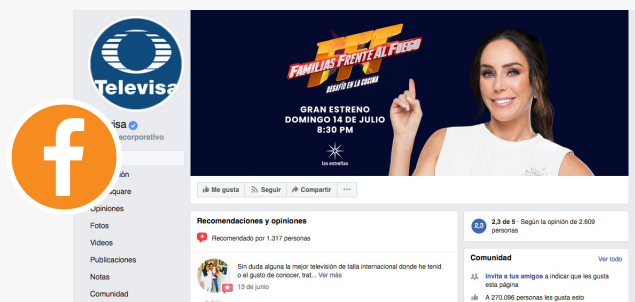 Televisa
FFF
FAMILIAS FRENTE AL FUEGO
DESAFÍO EN LA COCINA
GRAN ESTRENO
DOMINGO 14 DE JULIO
8:30 PM
las estrellas
f
Me gusta
Seguir
Compartir
Opiniones
Fotos
Videos
Publicaciones
Notas
Comunidad
Recomendaciones y opiniones
Recomendado por 1.317 personas
Sin duda alguna la mejor televisión de talla internacional donde he tenid
o el gusto de conocer, trat... Ver más
13 de junio
2,3
2,3 de 5 · Según la opinión de 2.609
personas
Comunidad
Ver todo
Invita a tus amigos a indicar que les gusta
esta página
A 270.096 personas les gusta esto